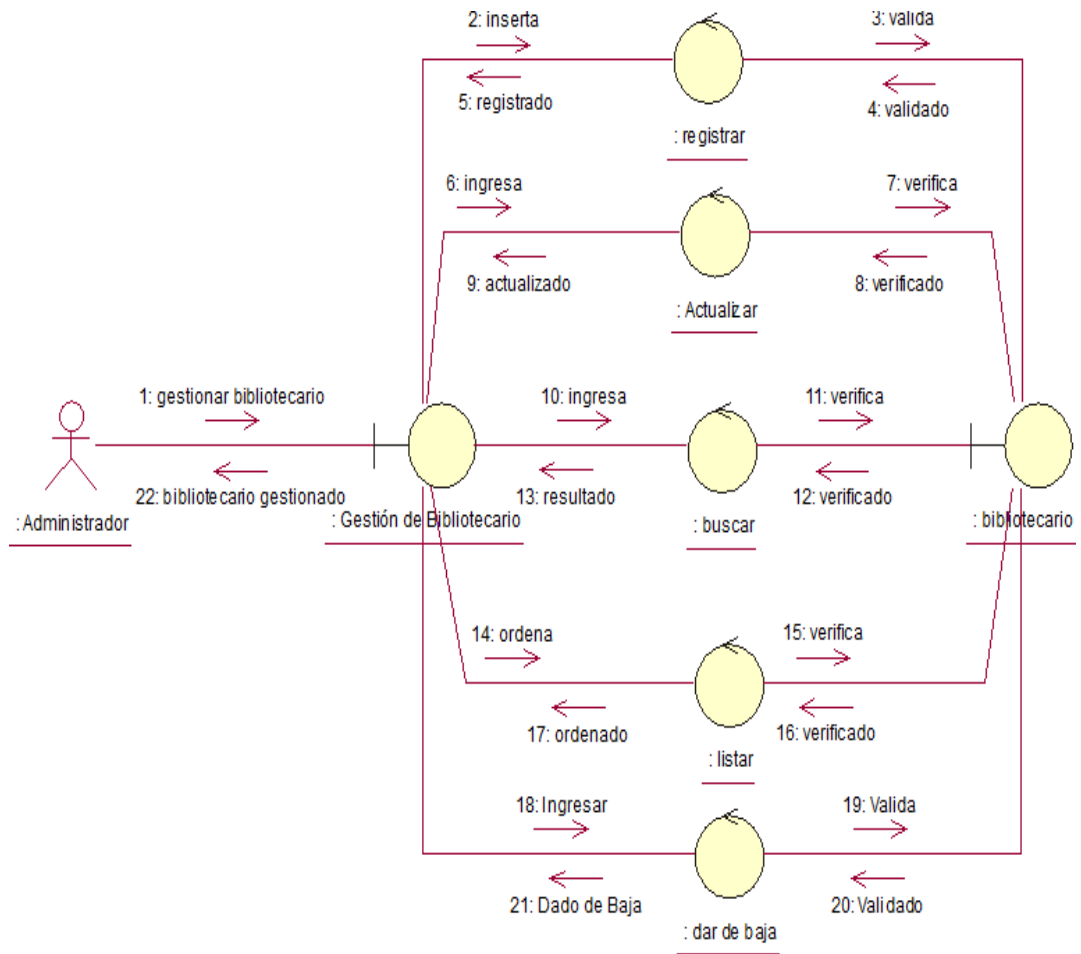 2: inserta
3: valida
5: registrado
4: validado
: registrar
6: ingresa
7: verifica
9: actualizado
8: verificado
: Actualizar
1: gestionar bibliotecario
10: ingresa
11: verifica
22: bibliotecario gestionado
13: resultado
12: verificado
: Administrador
: Gestión de Bibliotecario
: buscar
: bibliotecario
14: ordena
15: verifica
17: ordenado
16: verificado
: listar
18: Ingresar
19: Valida
21: Dado de Baja
20: Validado
: dar de baja